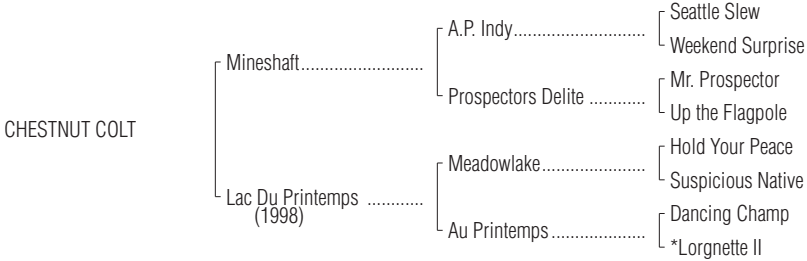 Seattle Slew
A.P. Indy...........................
Weekend Surprise
Mineshaft.........................
Mr. Prospector
Prospectors Delite ............
Up the Flagpole
CHESTNUT COLT
Hold Your Peace
Meadowlake.....................
Suspicious Native
Lac Du Printemps ............
(1998)
Dancing Champ
Au Printemps ...................
*Lorgnette II